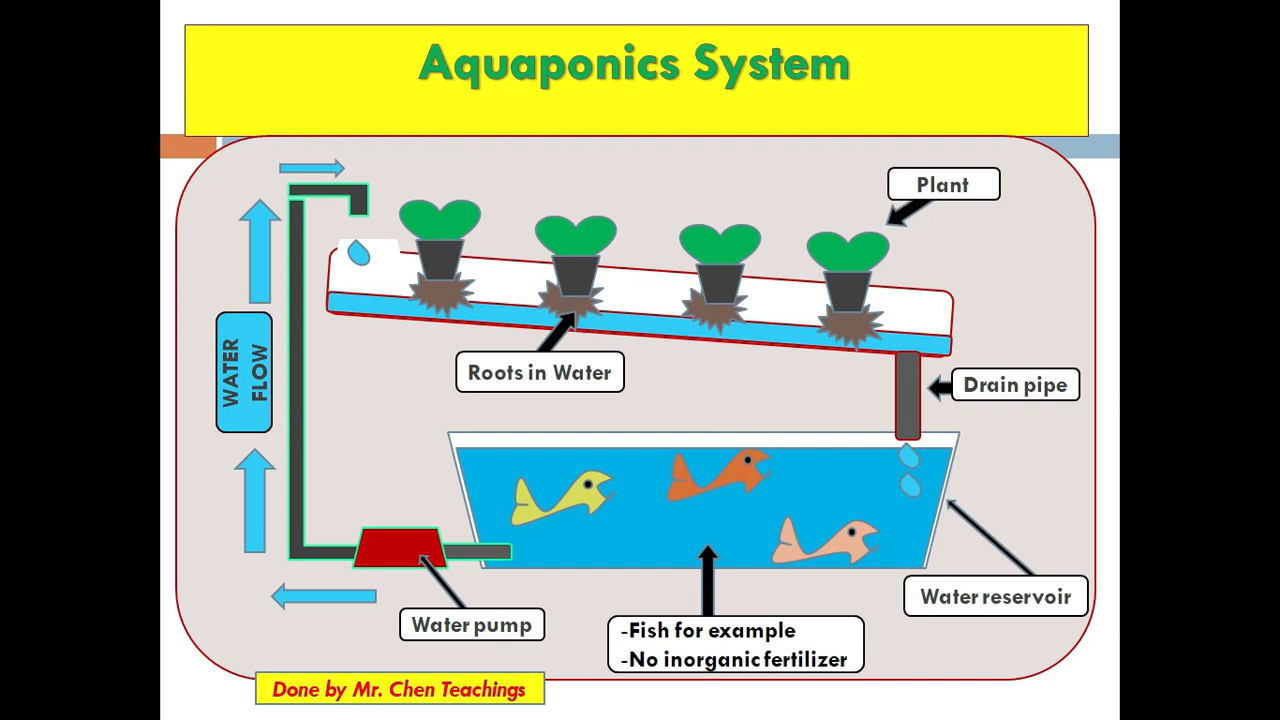 Aquaponics System
Plant
WATER
FLOW
Roots in Water
Drain pipe
Water reservoir
Water pump
-Fish for example
-No inorganic fertilizer
Done by Mr. Chen Teachings